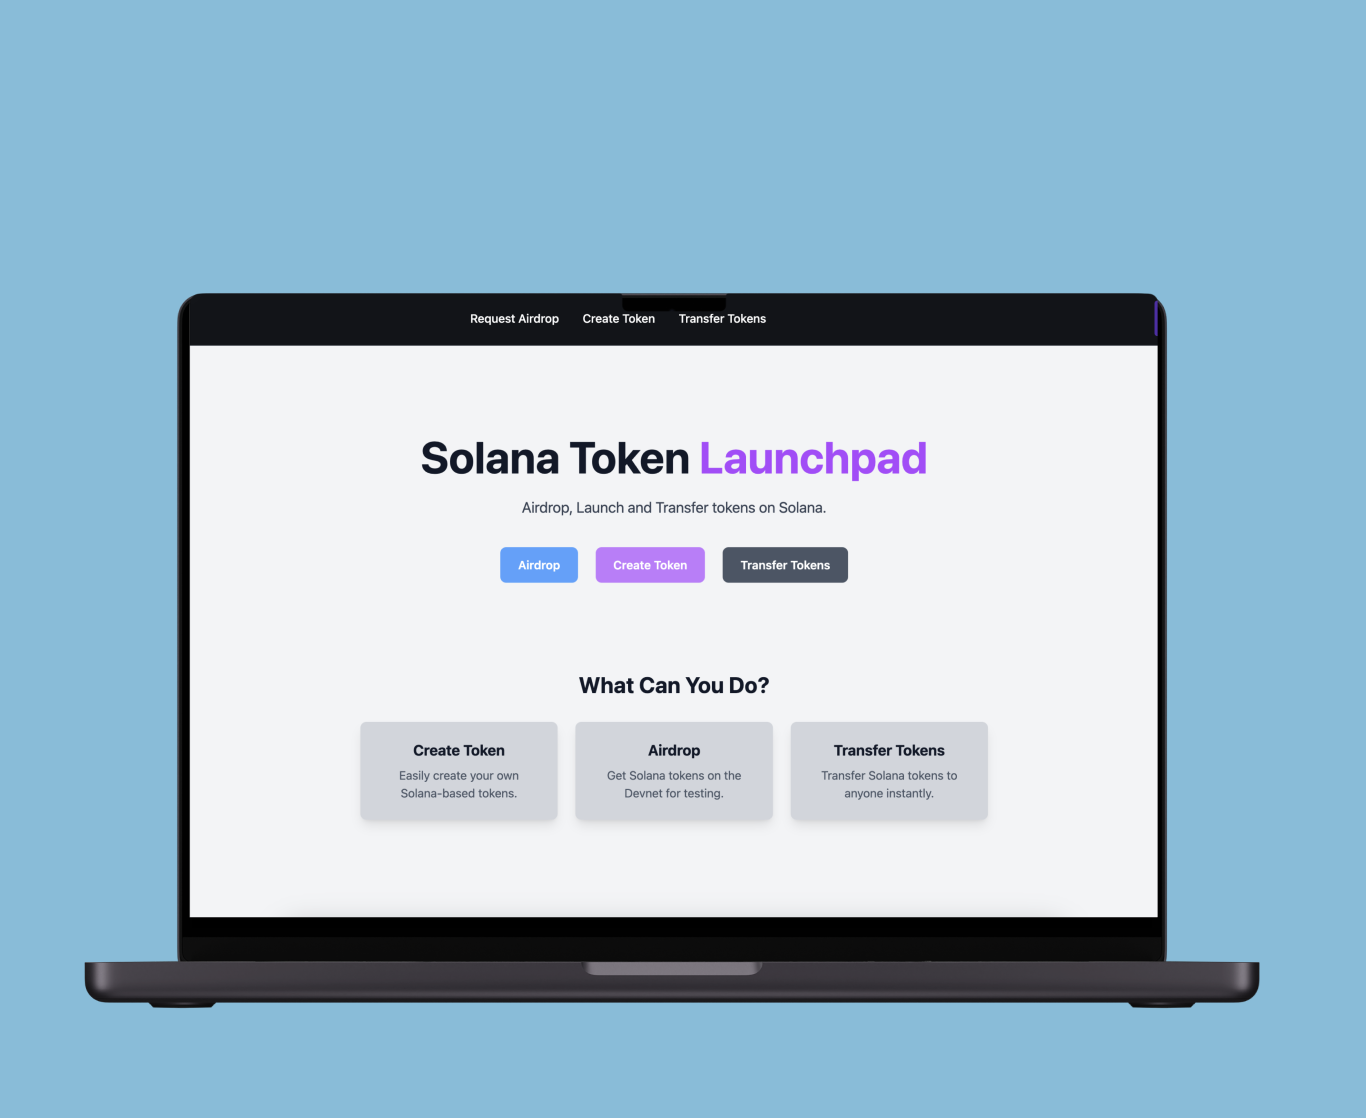 Request Airdrop Create Token Transfer Tokens
Solana Token Launchpad
Airdrop, Launch and Transfer tokens on Solana.
Airdrop Create Token Transfer Tokens
What Can You Do?
Create Token
Easily create your own
Solana-based tokens.
Airdrop
Get Solana tokens on the
Devnet for testing.
Transfer Tokens
Transfer Solana tokens to
anyone instantly.